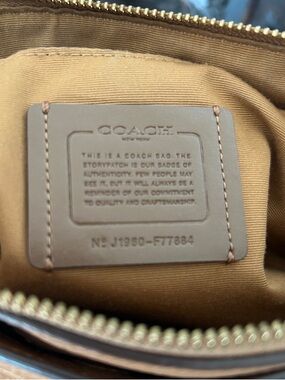 COACH
NEW YORK
THIS IS A COACH BAG. THE
STORYPATCH IS OUR BADGE OF
AUTHENTICITY. FEW PEOPLE MAY
SEE IT, BUT IT WILL ALWAYS BE A
REMINDER OF OUR COMMITMENT
TO QUALITY AND CRAFTSMANSHIP.
Nº J1960-F77884